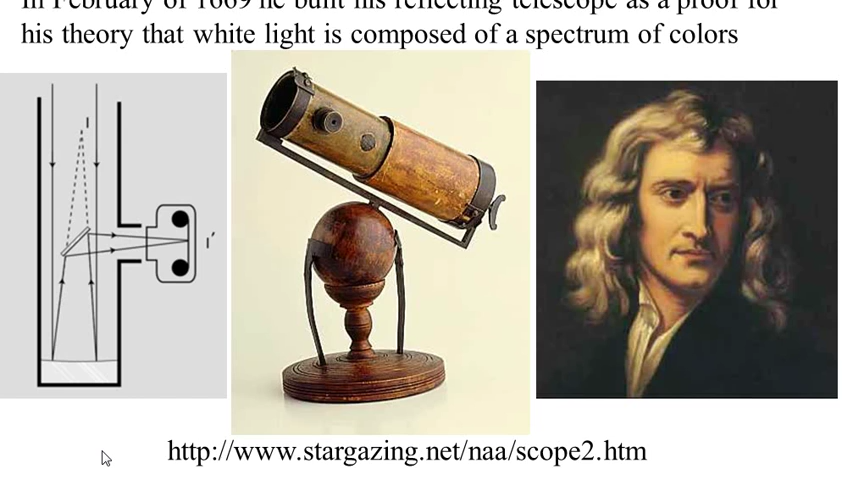 In February of 1669 he built his reflecting telescope as a proof for
his theory that white light is composed of a spectrum of colors
I
I′
http://www.stargazing.net/naa/scope2.htm